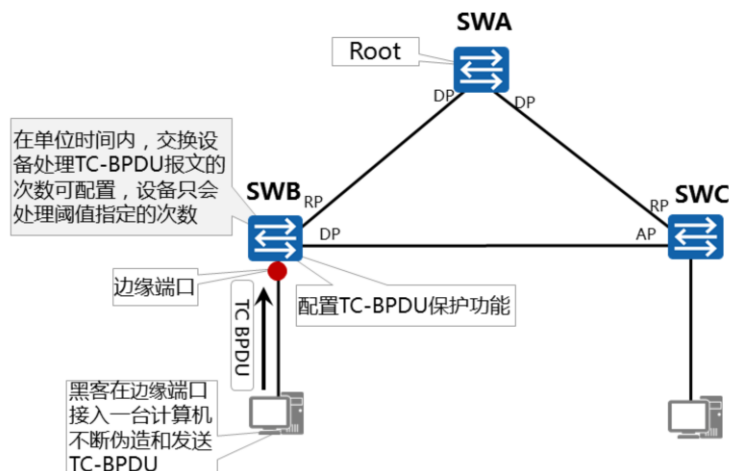 SWA
Root
DP
DP
在单位时间内，交换设
备处理TC-BPDU报文的
次数可配置，设备只会
处理阈值指定的次数
SWB
RP
DP
RP
SWC
AP
边缘端口
配置TC-BPDU保护功能
TC BPDU
黑客在边缘端口
接入一台计算机
不断伪造和发送
TC-BPDU